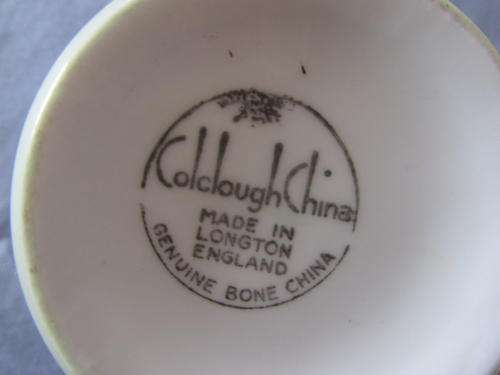 Colclough China
MADE IN
LONGTON
ENGLAND
GENUINE BONE CHINA